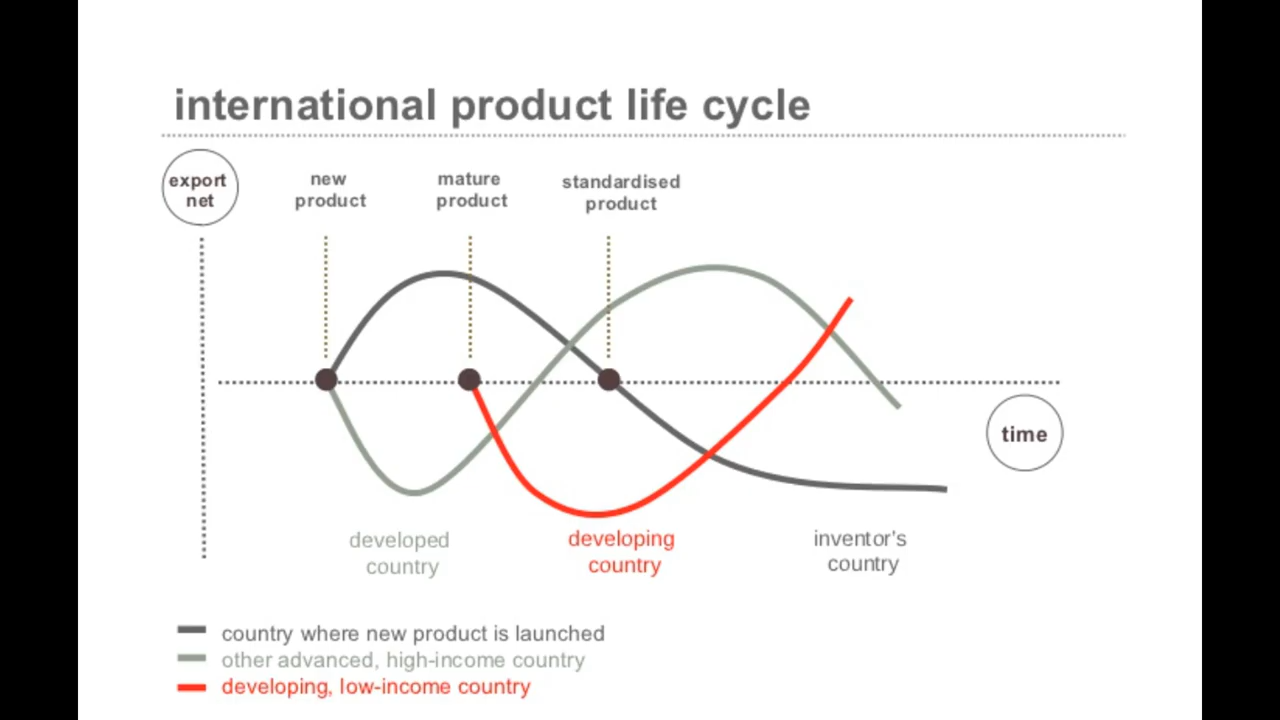 international product life cycle
export
net
new
product
mature
product
standardised
product
time
developed
country
developing
country
inventor's
country
country where new product is launched
other advanced, high-income country
developing, low-income country